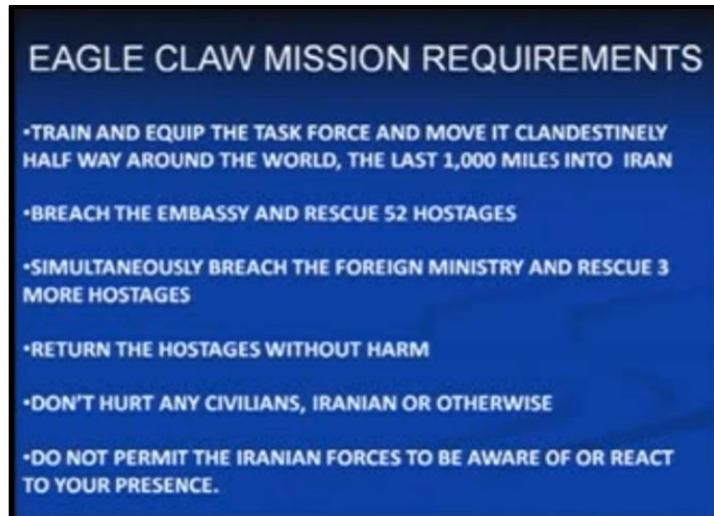 EAGLE CLAW MISSION REQUIREMENTS
•TRAIN AND EQUIP THE TASK FORCE AND MOVE IT CLANDESTINELY
HALF WAY AROUND THE WORLD, THE LAST 1,000 MILES INTO IRAN
•BREACH THE EMBASSY AND RESCUE 52 HOSTAGES
•SIMULTANEOUSLY BREACH THE FOREIGN MINISTRY AND RESCUE 3
MORE HOSTAGES
•RETURN THE HOSTAGES WITHOUT HARM
•DON'T HURT ANY CIVILIANS, IRANIAN OR OTHERWISE
•DO NOT PERMIT THE IRANIAN FORCES TO BE AWARE OF OR REACT
TO YOUR PRESENCE.